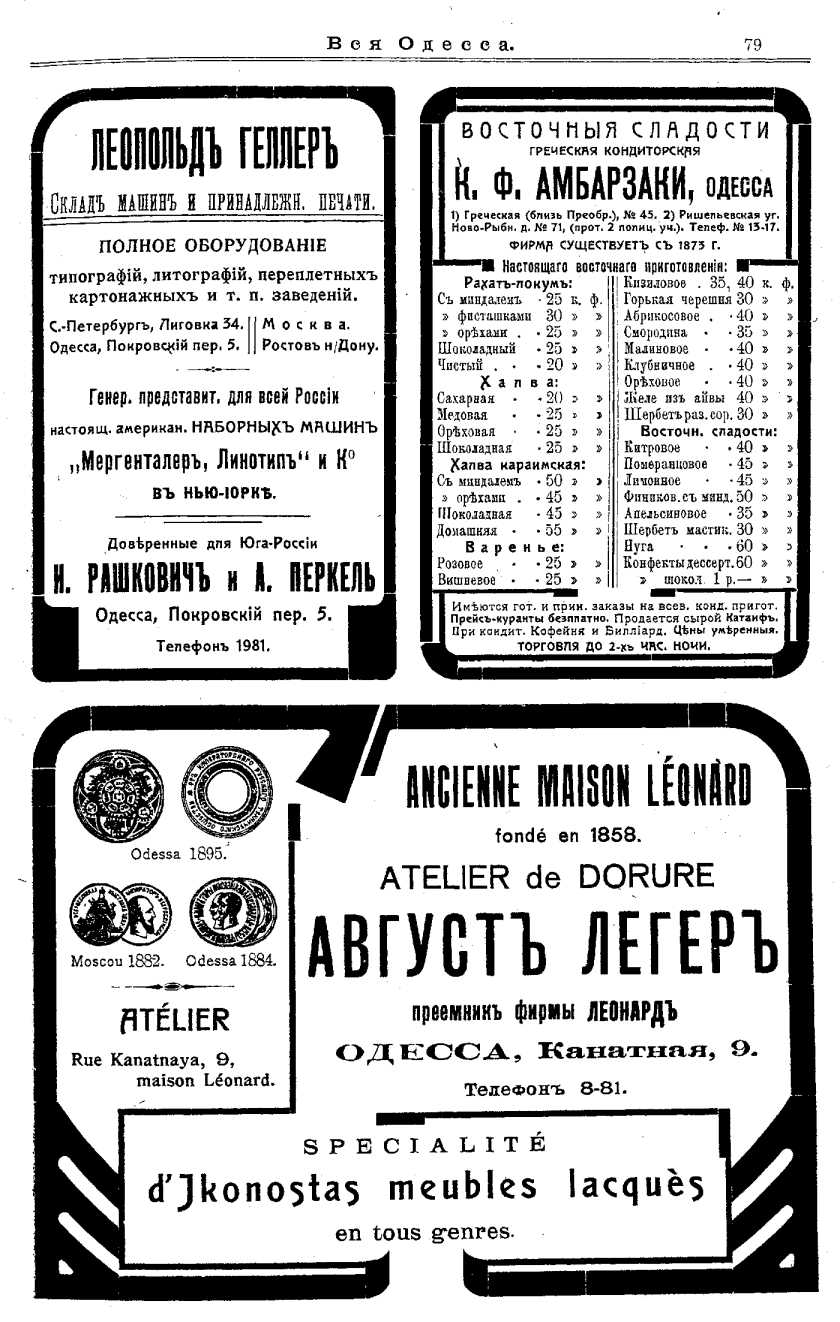 Вся Одесса.
79
ЛЕОПОЛЬДЪ ГЕЛЛЕРЪ
СКЛАДЪ МАШИНЪ И ПРИНАДЛЕЖН. ПЕЧАТИ.
ПОЛНОЕ ОБОРУДОВАНІЕ
типографій, литографій, переплетныхъ
картонажныхъ и т. п. заведеній.
С.-Петербургъ, Лиговка 34. || Москва.
Одесса, Покровскій пер. 5. || Ростовъ н/Дону.
Генер. представит. для всей Россіи
настоящ. американ. НАБОРНЫХЪ МАШИНЪ
„Мергенталеръ, Линотипъ“ и К⁰
ВЪ НЬЮ-ІОРКѢ.
Довѣренные для Юга-Россіи
И. РАШКОВИЧЪ и А. ПЕРКЕЛЬ
Одесса, Покровскій пер. 5.
Телефонъ 1981.
ВОСТОЧНЫЯ СЛАДОСТИ
ГРЕЧЕСКАЯ КОНДИТОРСКАЯ
К. Ф. АМБАРЗАКИ, ОДЕССА
1) Греческая (близь Преобр.), № 45. 2) Ришельевская уг.
Ново-Рыбн. д. № 71, (прот. 2 полиц. уч.). Телеф. № 13-17.
ФИРМА СУЩЕСТВУЕТЪ СЪ 1873 Г.
Настоящаго восточнаго приготовленія:
Рахатъ-локумъ:
Съ миндалемъ · 25 к. ф.
» фисташками 30 » »
» орѣхами . · 25 » »
Шоколадный · 25 » »
Чистый . · · 20 » »
Халва:
Сахарная · · 20 » »
Медовая · · 25 » »
Орѣховая · · 25 » »
Шоколадная · 25 » »
Халва караимская:
Съ миндалемъ · 50 » »
» орѣхами . · 45 » »
Шоколадная · 45 » »
Домашняя · · 55 » »
Варенье:
Розовое · · 25 » »
Вишневое · · 25 » »
Кизиловое . 35, 40 к. ф.
Горькая черешня 30 » »
Абрикосовое . · 40 » »
Смородина · · 35 » »
Малиновое · · 40 » »
Клубничное . · 40 » »
Орѣховое · · 40 » »
Желе изъ айвы 40 » »
Шербетъ раз. сор. 30 » »
Восточн. сладости:
Китровое · · 40 » »
Померанцовое · 45 » »
Лимонное · · 45 » »
Фиников. съ минд. 50 » »
Апельсиновое · 35 » »
Шербетъ мастик. 30 » »
Нуга · · · 60 » »
Конфекты дессерт. 60 » »
» шокол. 1 р.— » »
Имѣются гот. и прин. заказы на всев. конд. пригот.
Прейсъ-куранты безплатно. Продается сырой Катаифъ.
При кондит. Кофейня и Билліард. Цѣны умѣренныя.
ТОРГОВЛЯ ДО 2-хъ ЧАС. НОЧИ.
Odessa 1895.
Moscou 1882. Odessa 1884.
ATÉLIER
Rue Kanatnaya, 9,
maison Léonard.
ANCIENNE MAISON LÉONARD
fondé en 1858.
ATELIER de DORURE
АВГУСТЪ ЛЕГЕРЪ
преемникъ фирмы ЛЕОНАРДЪ
ОДЕССА, Канатная, 9.
Телефонъ 8-81.
SPECIALITÉ
d'Jkonostas meubles lacquès
en tous genres.